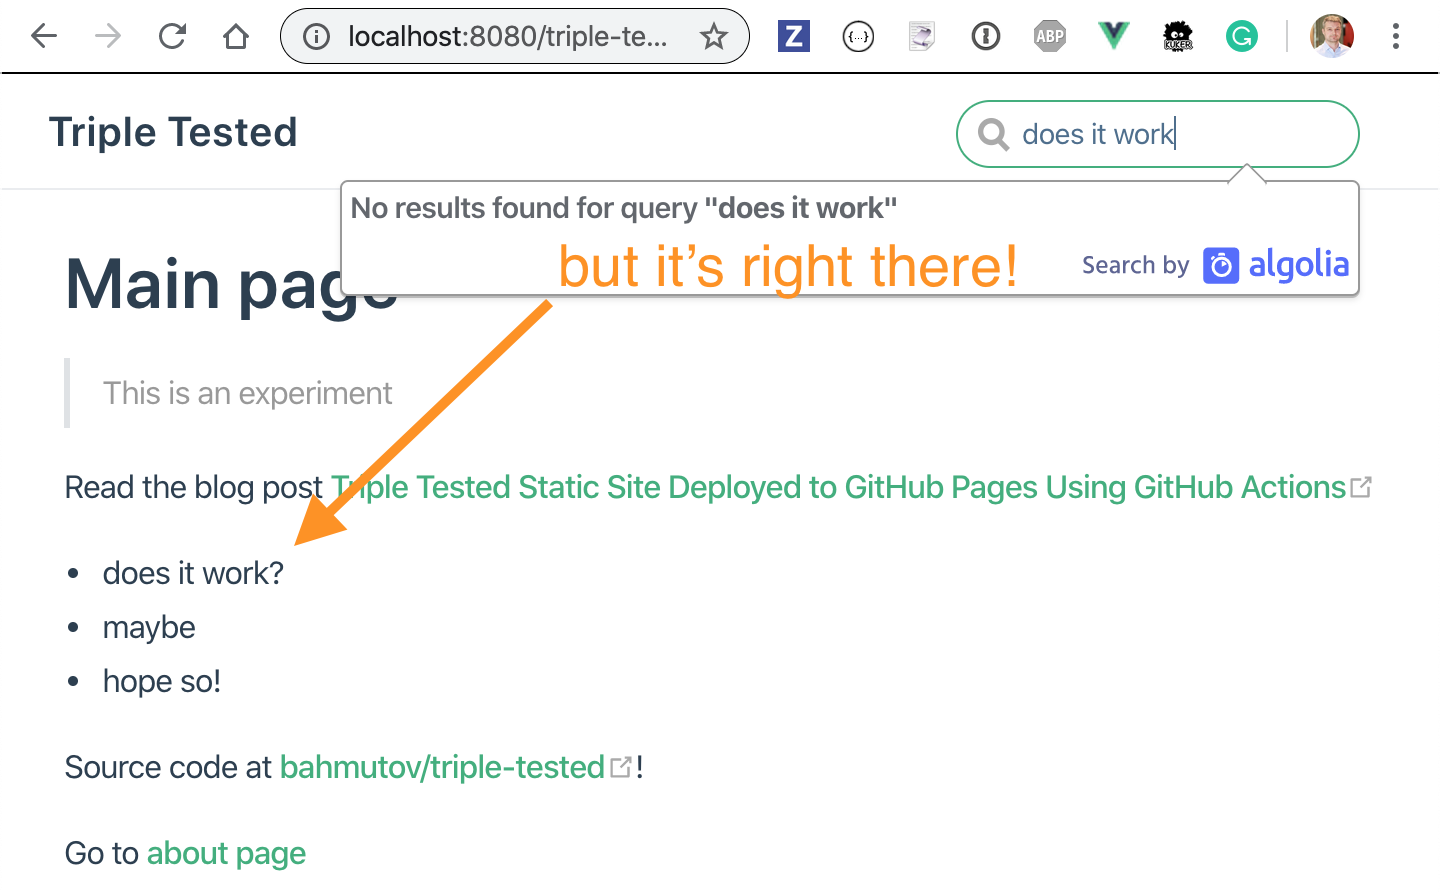 localhost:8080/triple-te...
Z
{...}
ABP
KUKER
G
Triple Tested
does it work
No results found for query "does it work"
but it’s right there!
Search by algolia
Main page
This is an experiment
Read the blog post Triple Tested Static Site Deployed to GitHub Pages Using GitHub Actions
• does it work?
• maybe
• hope so!
Source code at bahmutov/triple-tested !
Go to about page